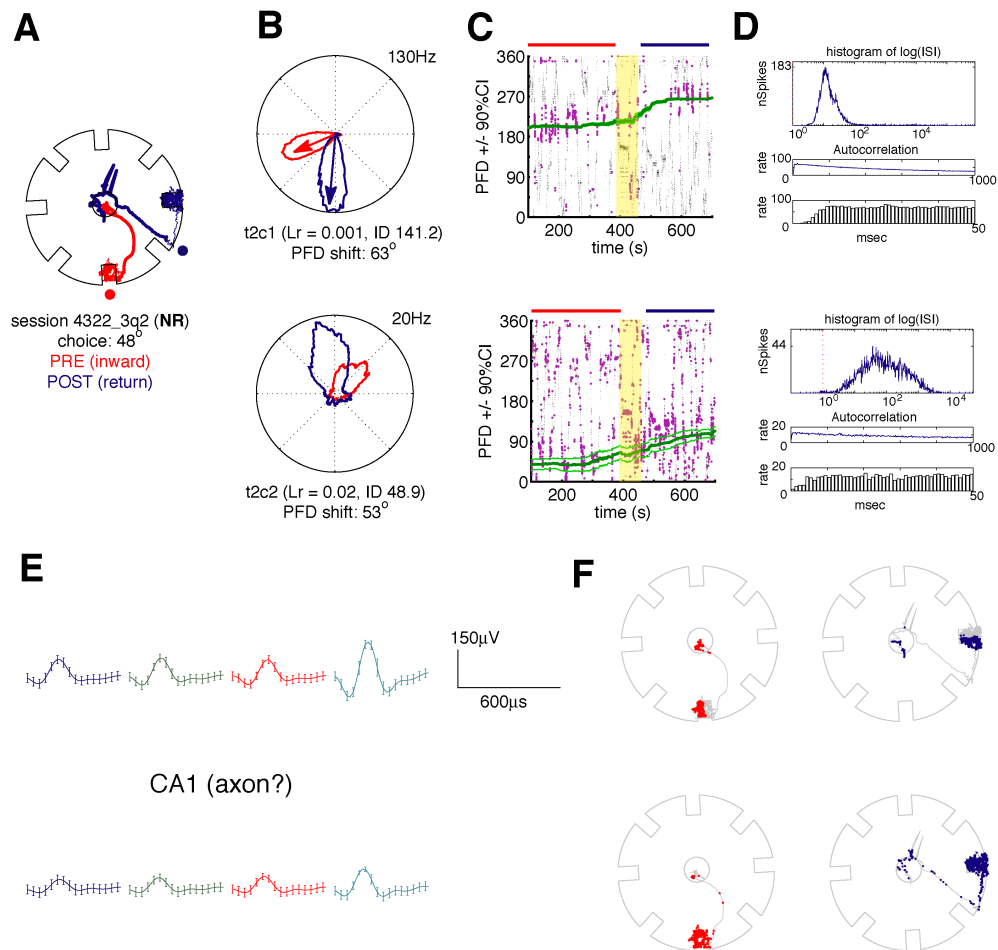 A
session 4322_3q2 (NR)
choice: 48o
PRE (inward)
POST (return)
B
130Hz
t2c1 (Lr = 0.001, ID 141.2)
PFD shift: 63o
20Hz
t2c2 (Lr = 0.02, ID 48.9)
PFD shift: 53o
C
PFD +/- 90%CI
360
270
180
90
0
200 400 600
time (s)
PFD +/- 90%CI
360
270
180
90
0
200 400 600
time (s)
D
histogram of log(ISI)
nSpikes
183
10^0 10^2 10^4
Autocorrelation
rate
100
0
1000
rate
100
0
50
msec
histogram of log(ISI)
nSpikes
44
10^0 10^2 10^4
Autocorrelation
rate
20
0
1000
rate
20
0
50
msec
E
150μV
600μs
CA1 (axon?)
F